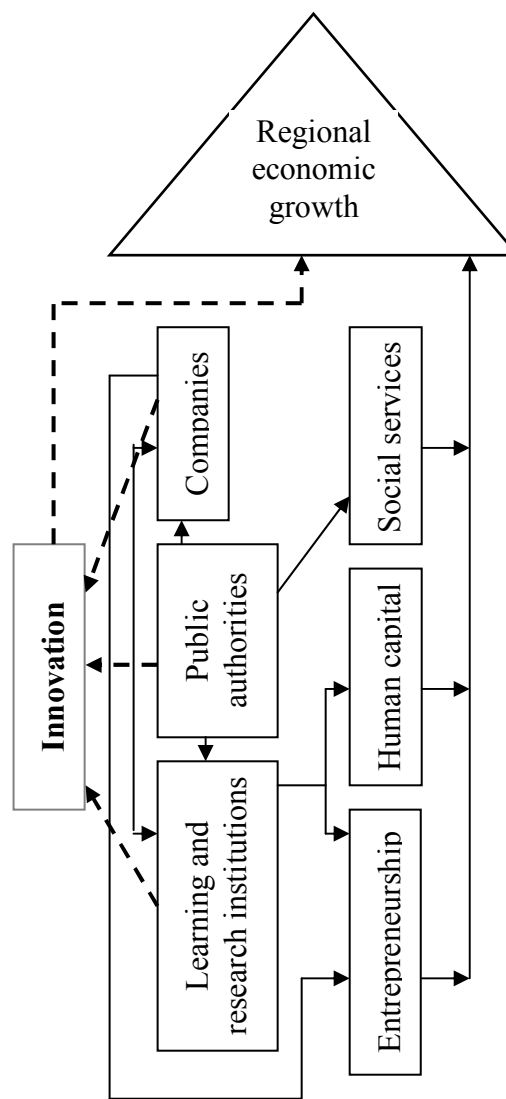 Regional
economic
growth
Innovation
Learning and
research institutions
Public
authorities
Companies
Entrepreneurship
Human capital
Social services